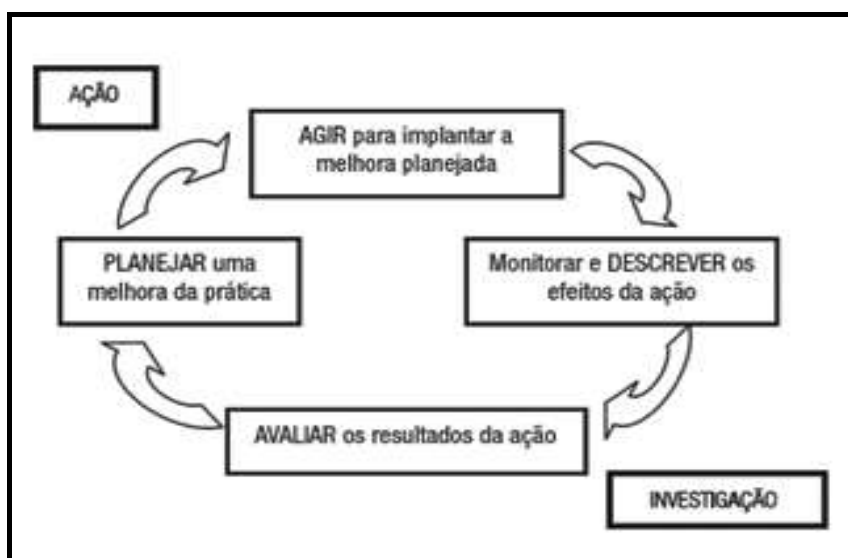 AÇÃO
AGIR para implantar a
melhora planejada
PLANEJAR uma
melhora da prática
Monitorar e DESCREVER os
efeitos da ação
AVALIAR os resultados da ação
INVESTIGAÇÃO